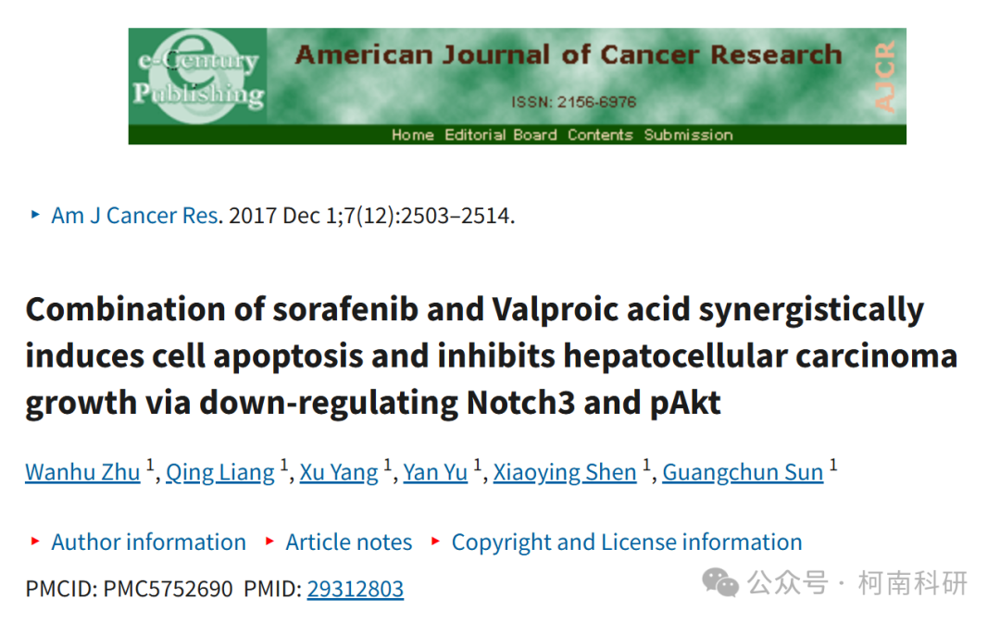 e-Century
Publishing
American Journal of Cancer Research
ISSN: 2156-6976
AJCR
Home Editorial Board Contents Submission
Am J Cancer Res. 2017 Dec 1;7(12):2503–2514.
Combination of sorafenib and Valproic acid synergistically
induces cell apoptosis and inhibits hepatocellular carcinoma
growth via down-regulating Notch3 and pAkt
Wanhu Zhu 1, Qing Liang 1, Xu Yang 1, Yan Yu 1, Xiaoying Shen 1, Guangchun Sun 1
Author information Article notes Copyright and License information
PMCID: PMC5752690 PMID: 29312803
公众号 · 柯南科研